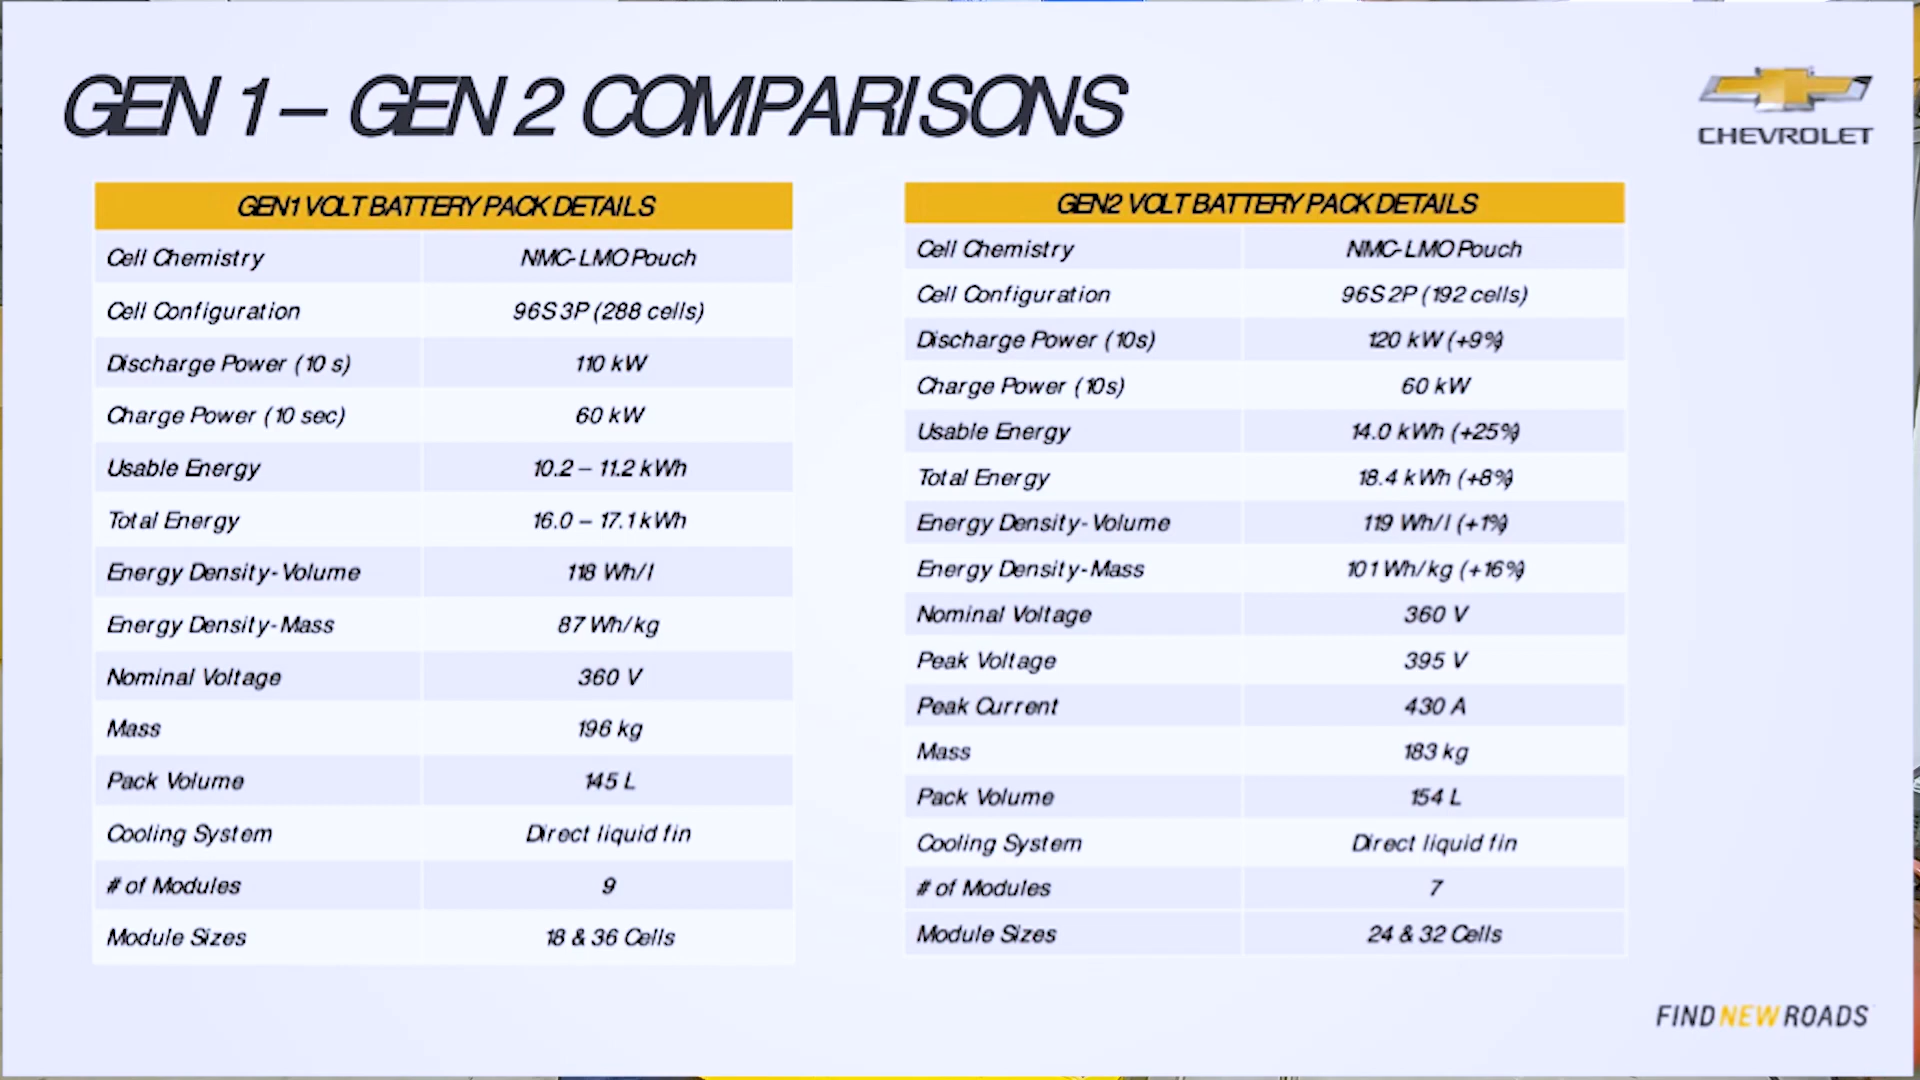 GEN 1 – GEN 2 COMPARISONS
CHEVROLET
GEN1 VOLT BATTERY PACK DETAILS
Cell Chemistry NMC-LMO Pouch
Cell Configuration 96S3P (288 cells)
Discharge Power (10 s) 110 kW
Charge Power (10 sec) 60 kW
Usable Energy 10.2 – 11.2 kWh
Total Energy 16.0 – 17.1 kWh
Energy Density-Volume 118 Wh/l
Energy Density-Mass 87 Wh/kg
Nominal Voltage 360 V
Mass 196 kg
Pack Volume 145 L
Cooling System Direct liquid fin
# of Modules 9
Module Sizes 18 & 36 Cells
GEN2 VOLT BATTERY PACK DETAILS
Cell Chemistry NMC-LMO Pouch
Cell Configuration 96S2P (192 cells)
Discharge Power (10s) 120 kW (+9%)
Charge Power (10s) 60 kW
Usable Energy 14.0 kWh (+25%)
Total Energy 18.4 kWh (+8%)
Energy Density-Volume 119 Wh/l (+1%)
Energy Density-Mass 101 Wh/kg (+16%)
Nominal Voltage 360 V
Peak Voltage 395 V
Peak Current 430 A
Mass 183 kg
Pack Volume 154 L
Cooling System Direct liquid fin
# of Modules 7
Module Sizes 24 & 32 Cells
FIND NEW ROADS